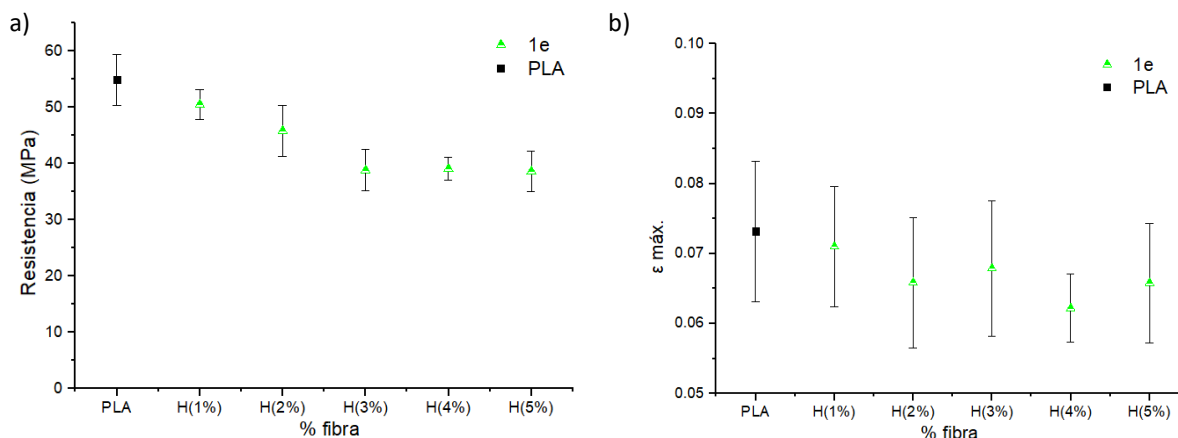 a)
60
50
40
30
20
10
0
Resistencia (MPa)
1e
PLA
PLA H(1%) H(2%) H(3%) H(4%) H(5%)
% fibra
b)
0.10
0.09
0.08
0.07
0.06
0.05
ε máx.
1e
PLA
PLA H(1%) H(2%) H(3%) H(4%) H(5%)
% fibra